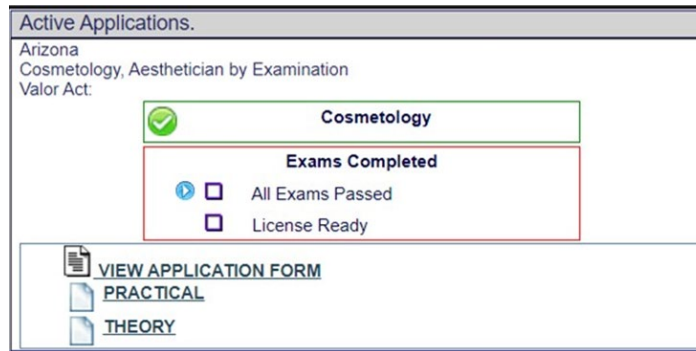 Active Applications.
Arizona
Cosmetology, Aesthetician by Examination
Valor Act:
Cosmetology
Exams Completed
All Exams Passed
License Ready
VIEW APPLICATION FORM
PRACTICAL
THEORY